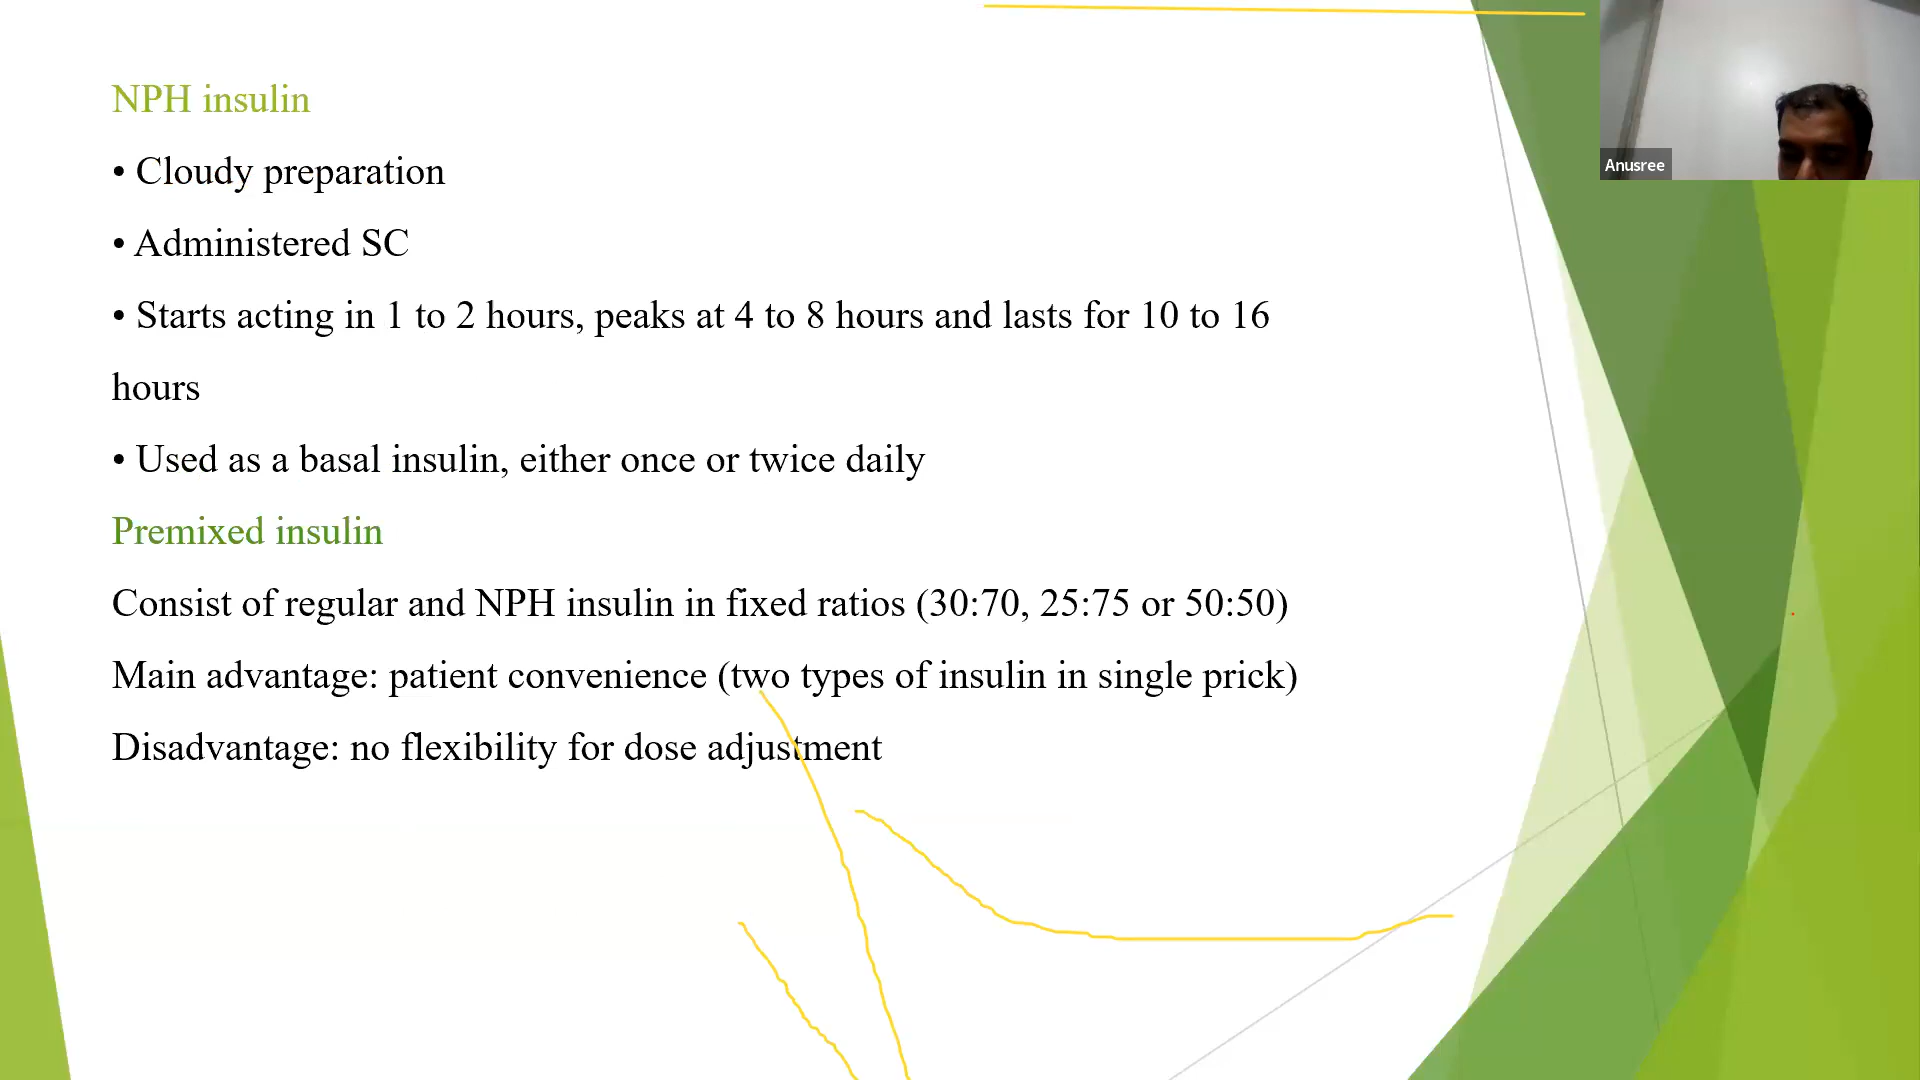 NPH insulin
• Cloudy preparation
• Administered SC
• Starts acting in 1 to 2 hours, peaks at 4 to 8 hours and lasts for 10 to 16
hours
• Used as a basal insulin, either once or twice daily
Premixed insulin
Consist of regular and NPH insulin in fixed ratios (30:70, 25:75 or 50:50)
Main advantage: patient convenience (two types of insulin in single prick)
Disadvantage: no flexibility for dose adjustment
Anusree